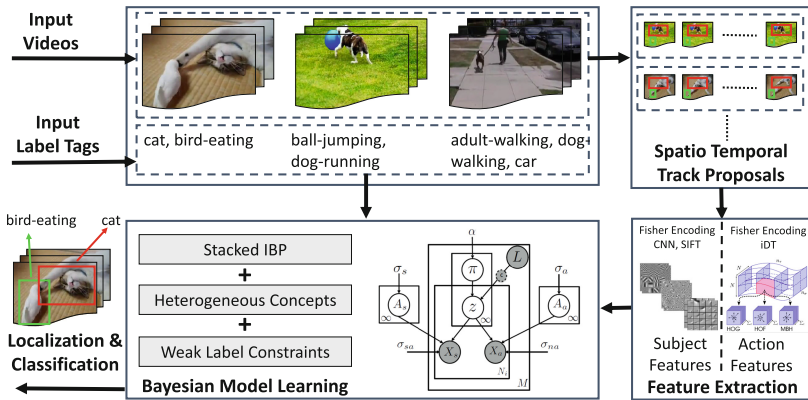 Input
Videos
Input
Label Tags
cat, bird-eating
ball-jumping,
dog-running
adult-walking, dog-
walking, car
Spatio Temporal
Track Proposals
bird-eating
cat
Localization &
Classification
Stacked IBP
+
Heterogeneous Concepts
+
Weak Label Constraints
Bayesian Model Learning
α
π
L
z
σs
As
∞
∞
σa
Aa
∞
σsa
Xs
Xa
σna
Ni
M
Fisher Encoding
CNN, SIFT
Fisher Encoding
iDT
HOG
HOF
MBH
Subject
Features
Action
Features
Feature Extraction